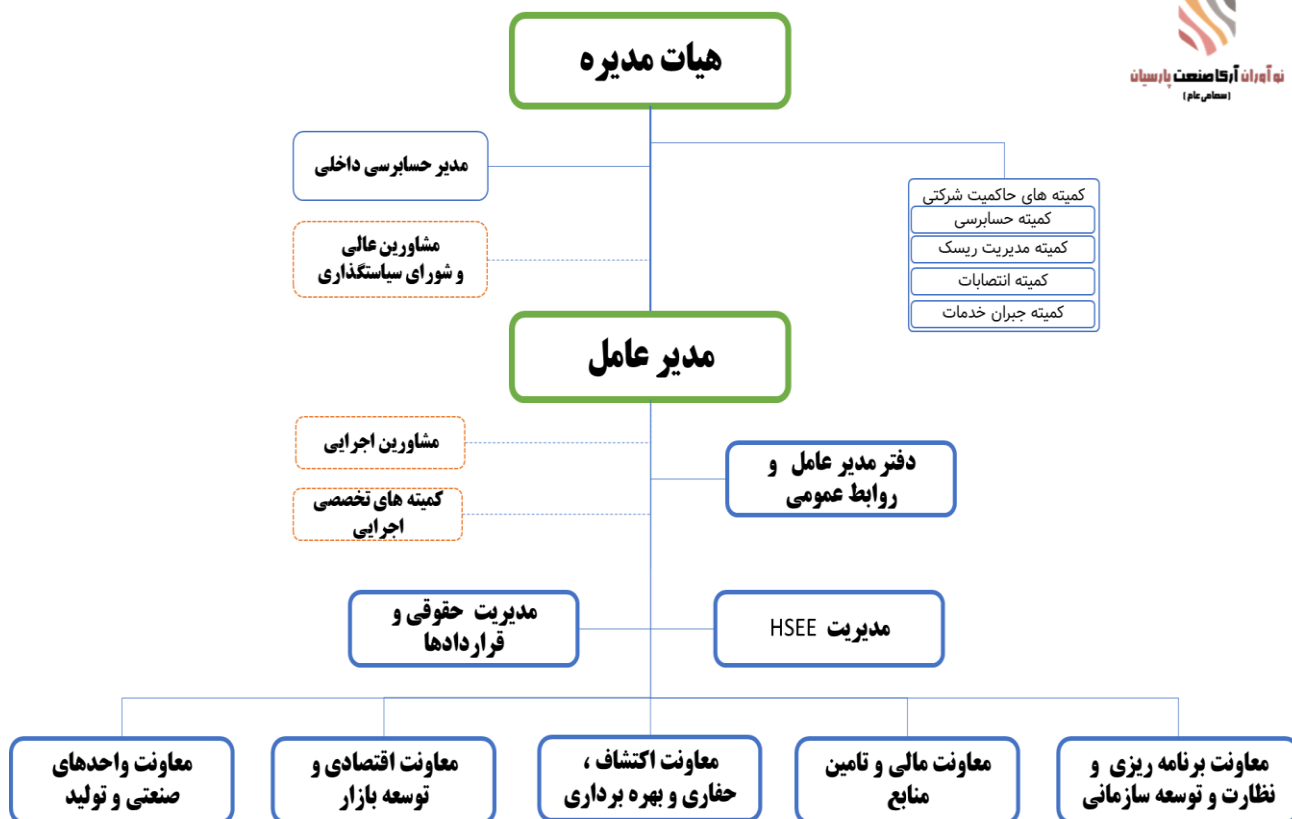 هیات مدیره
نوآوران آرکا صنعت پارسیان
(سهامی عام)
مدیر حسابرسی داخلی
کمیته های حاکمیت شرکتی
کمیته حسابرسی
کمیته مدیریت ریسک
کمیته انتصابات
کمیته جبران خدمات
مشاورین عالی
و شورای سیاستگذاری
مدیر عامل
مشاورین اجرایی
دفتر مدیر عامل و
روابط عمومی
کمیته های تخصصی
اجرایی
مدیریت HSEE
مدیریت حقوقی و
قراردادها
معاونت برنامه ریزی و
نظارت و توسعه سازمانی
معاونت مالی و تامین
منابع
معاونت اکتشاف ،
حفاری و بهره برداری
معاونت اقتصادی و
توسعه بازار
معاونت واحدهای
صنعتی و تولید